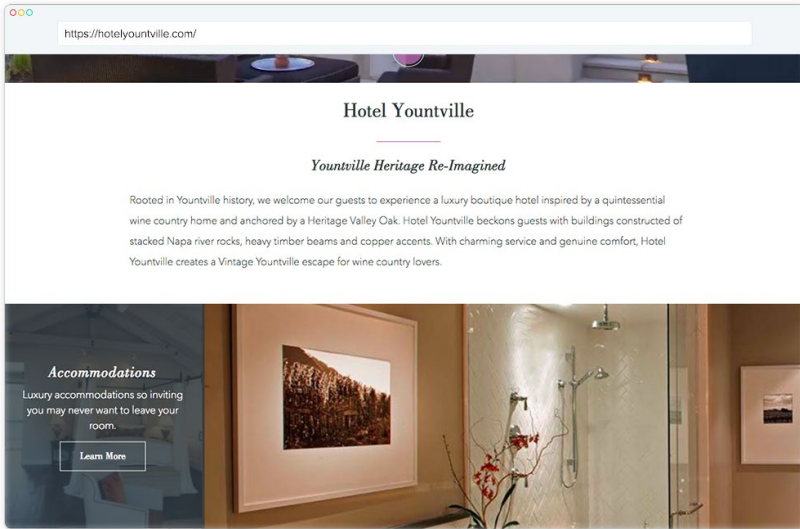 https://hotelyountville.com/
Hotel Yountville
Yountville Heritage Re-Imagined
Rooted in Yountville history, we welcome our guests to experience a luxury boutique hotel inspired by a quintessential
wine country home and anchored by a Heritage Valley Oak. Hotel Yountville beckons guests with buildings constructed of
stacked Napa river rocks, heavy timber beams and copper accents. With charming service and genuine comfort, Hotel
Yountville creates a Vintage Yountville escape for wine country lovers.
Accommodations
Luxury accommodations so inviting
you may never want to leave your
room.
Learn More